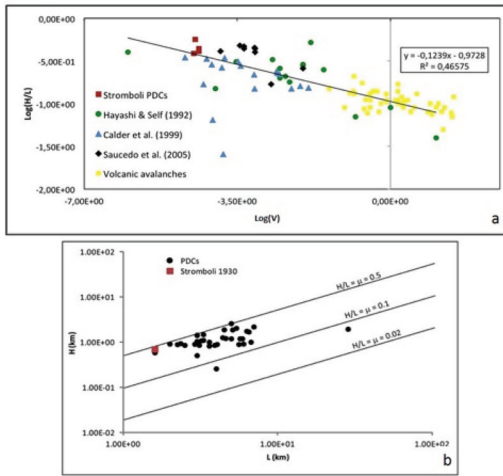 0,00E+00
-5,00E-01
-1,00E+00
-1,50E+00
-2,00E+00
Log(H/L)
y = -0,1239x - 0,9728
R² = 0,46575
Stromboli PDCs
Hayashi & Self (1992)
Calder et al. (1999)
Saucedo et al. (2005)
Volcanic avalanches
-7,00E+00 -3,50E+00 0,00E+00
Log(V)
a
1.00E+02
1.00E+01
1.00E+00
1.00E-01
1.00E-02
H (km)
PDCs
Stromboli 1930
H/L = μ = 0.5
H/L = μ = 0.1
H/L = μ = 0.02
1.00E+00 1.00E+01 1.00E+02
L (km)
b